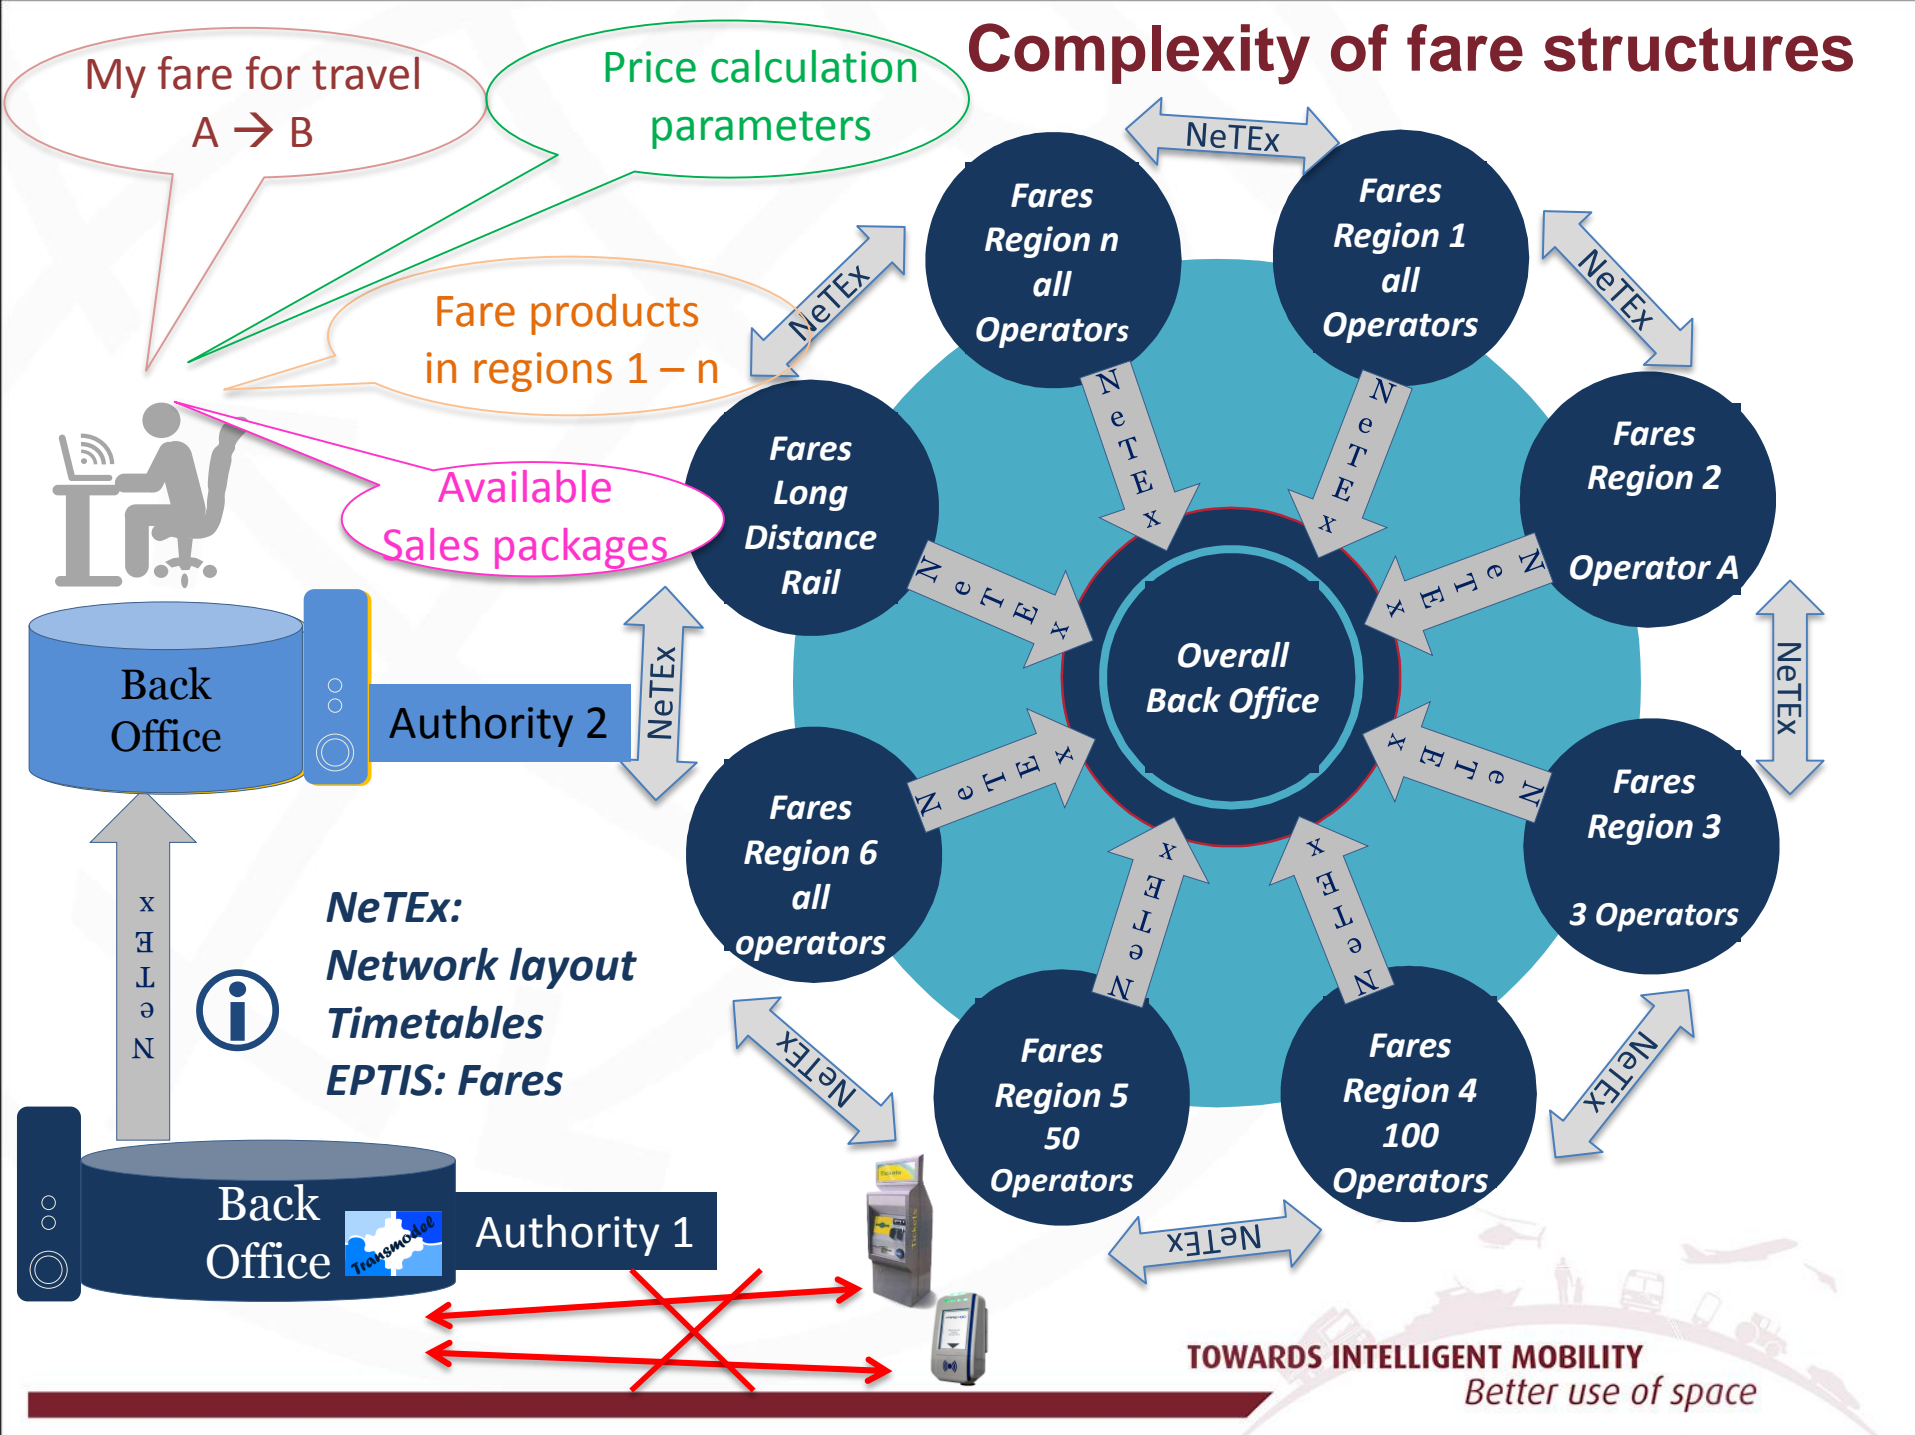 Complexity of fare structures
My fare for travel
A → B
Price calculation
parameters
Fare products
in regions 1 – n
Available
Sales packages
NeTEx
Fares
Region n
all
Operators
Fares
Region 1
all
Operators
NeTEx
Fares
Region 2
Operator A
NeTEx
Fares
Region 3
3 Operators
NeTEx
Fares
Region 4
100
Operators
NeTEx
Fares
Region 5
50
Operators
NeTEx
Fares
Region 6
all
operators
NeTEx
Fares
Long
Distance
Rail
NeTEx
NeTEx
NeTEx
NeTEx
NeTEx
NeTEx
NeTEx
NeTEx
NeTEx
Overall
Back Office
Back
Office
Authority 2
NeTEx
NeTEx:
Network layout
Timetables
EPTIS: Fares
Back
Office
Transmodel
Authority 1
Tickets
Tickets
TOWARDS INTELLIGENT MOBILITY
Better use of space